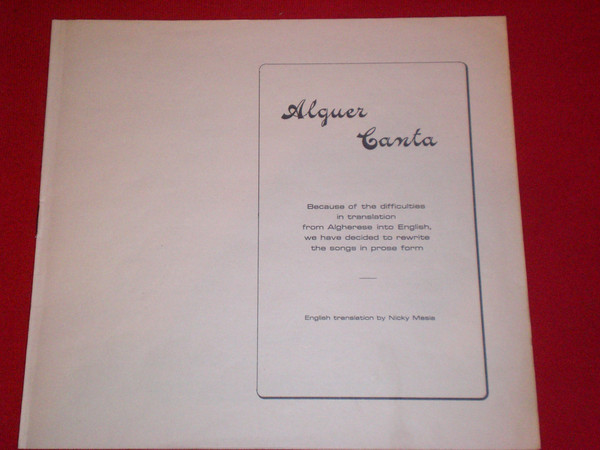 Alguer
Canta
Because of the difficulties
in translation
from Algherese into English,
we have decided to rewrite
the songs in prose form
English translation by Nicky Masia